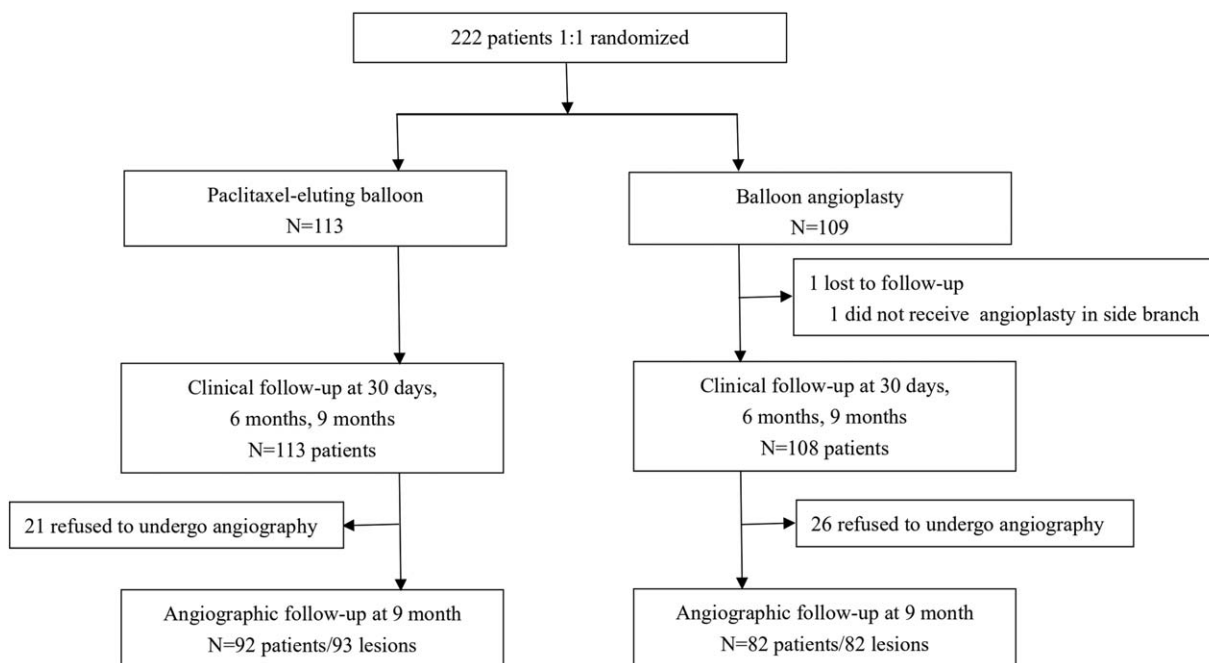 222 patients 1:1 randomized
Paclitaxel-eluting balloon
N=113
Balloon angioplasty
N=109
1 lost to follow-up
1 did not receive angioplasty in side branch
Clinical follow-up at 30 days,
6 months, 9 months
N=113 patients
Clinical follow-up at 30 days,
6 months, 9 months
N=108 patients
21 refused to undergo angiography
26 refused to undergo angiography
Angiographic follow-up at 9 month
N=92 patients/93 lesions
Angiographic follow-up at 9 month
N=82 patients/82 lesions